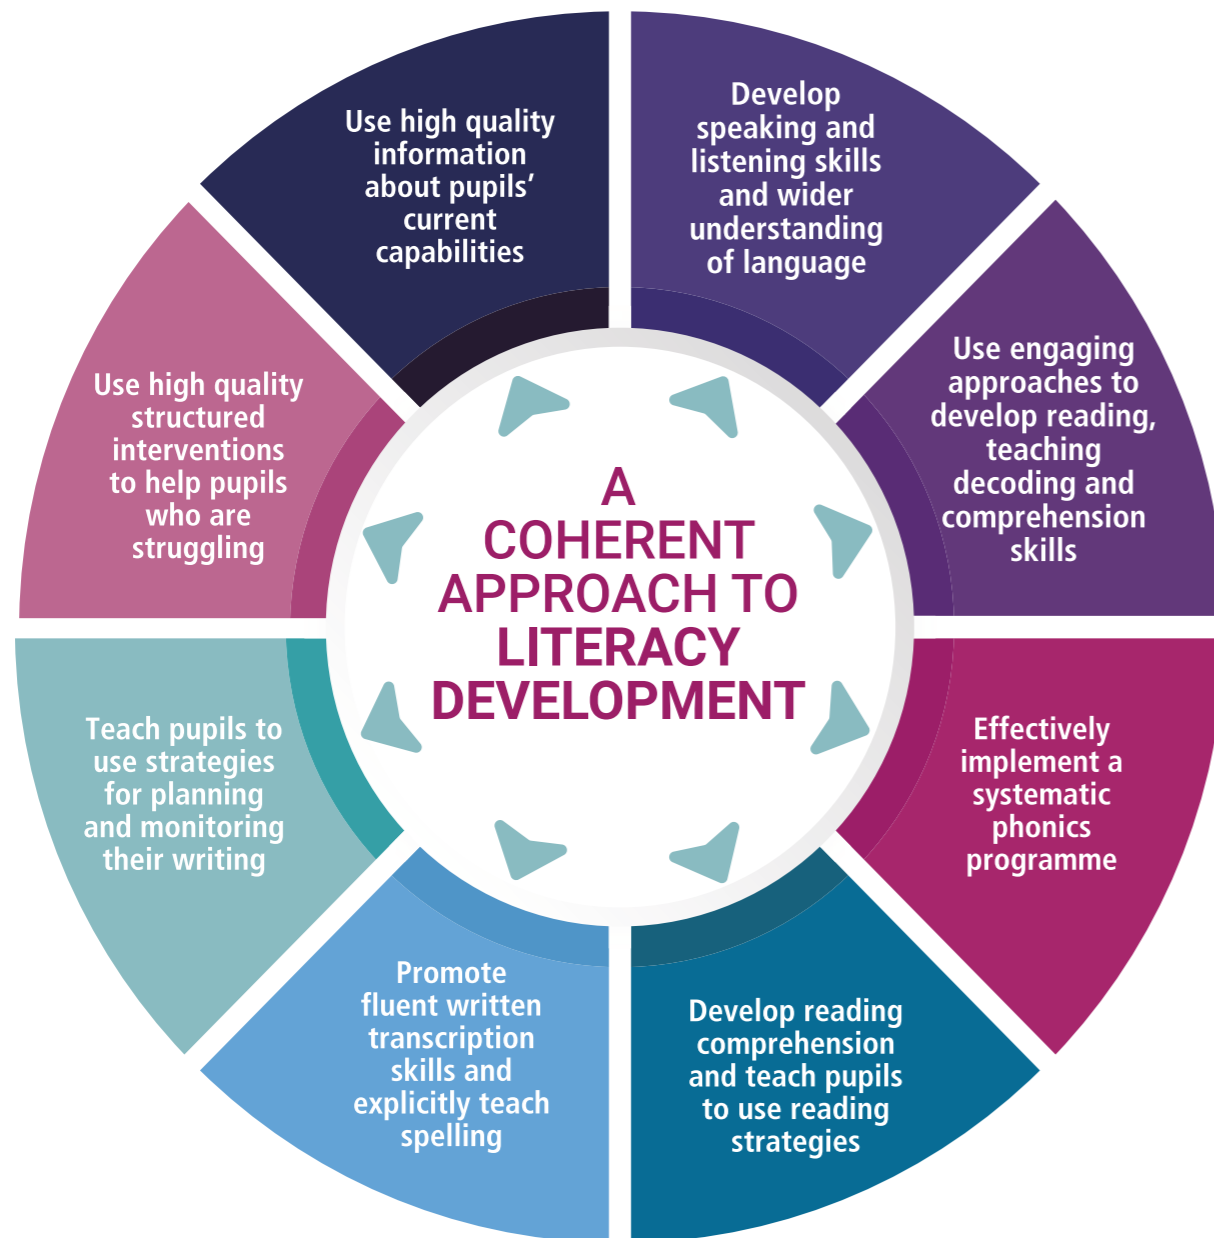 Use high quality
information
about pupils’
current
capabilities
Develop
speaking and
listening skills
and wider
understanding
of language
Use engaging
approaches to
develop reading,
teaching
decoding and
comprehension
skills
Effectively
implement a
systematic
phonics
programme
Develop reading
comprehension
and teach pupils
to use reading
strategies
Promote
fluent written
transcription
skills and
explicitly teach
spelling
Teach pupils to
use strategies
for planning
and monitoring
their writing
Use high quality
structured
interventions
to help pupils
who are
struggling
A
COHERENT
APPROACH TO
LITERACY
DEVELOPMENT